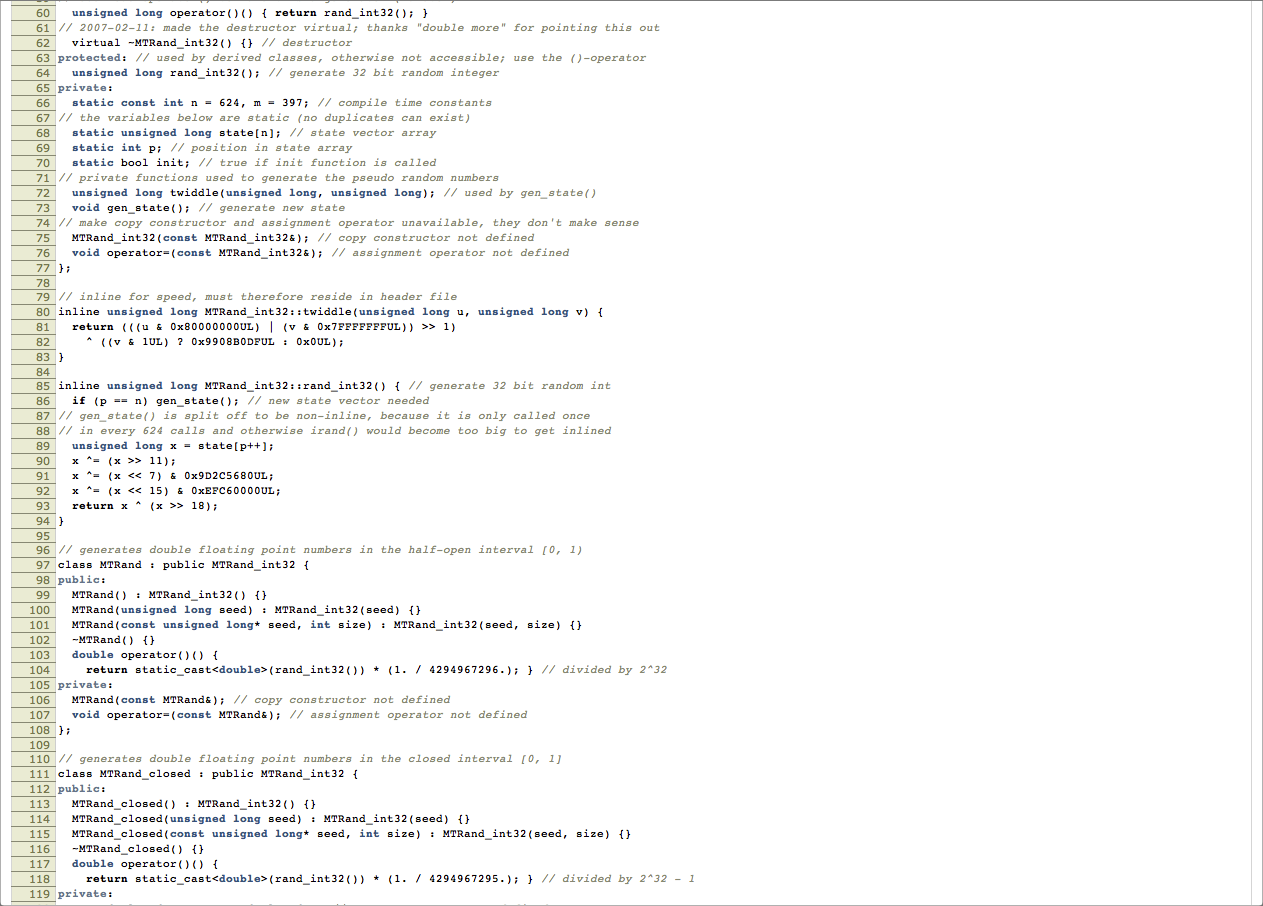 60 unsigned long operator()() { return rand_int32(); }
61 // 2007-02-11: made the destructor virtual; thanks "double more" for pointing this out
62 virtual ~MTRand_int32() {} // destructor
63 protected: // used by derived classes, otherwise not accessible; use the ()-operator
64 unsigned long rand_int32(); // generate 32 bit random integer
65 private:
66 static const int n = 624, m = 397; // compile time constants
67 // the variables below are static (no duplicates can exist)
68 static unsigned long state[n]; // state vector array
69 static int p; // position in state array
70 static bool init; // true if init function is called
71 // private functions used to generate the pseudo random numbers
72 unsigned long twiddle(unsigned long, unsigned long); // used by gen_state()
73 void gen_state(); // generate new state
74 // make copy constructor and assignment operator unavailable, they don't make sense
75 MTRand_int32(const MTRand_int32&); // copy constructor not defined
76 void operator=(const MTRand_int32&); // assignment operator not defined
77 };
78
79 // inline for speed, must therefore reside in header file
80 inline unsigned long MTRand_int32::twiddle(unsigned long u, unsigned long v) {
81 return (((u & 0x80000000UL) | (v & 0x7FFFFFFFUL)) >> 1)
82 ^ ((v & 1UL) ? 0x9908B0DFUL : 0x0UL);
83 }
84
85 inline unsigned long MTRand_int32::rand_int32() { // generate 32 bit random int
86 if (p == n) gen_state(); // new state vector needed
87 // gen_state() is split off to be non-inline, because it is only called once
88 // in every 624 calls and otherwise irand() would become too big to get inlined
89 unsigned long x = state[p++];
90 x ^= (x >> 11);
91 x ^= (x << 7) & 0x9D2C5680UL;
92 x ^= (x << 15) & 0xEFC60000UL;
93 return x ^ (x >> 18);
94 }
95
96 // generates double floating point numbers in the half-open interval [0, 1)
97 class MTRand : public MTRand_int32 {
98 public:
99 MTRand() : MTRand_int32() {}
100 MTRand(unsigned long seed) : MTRand_int32(seed) {}
101 MTRand(const unsigned long* seed, int size) : MTRand_int32(seed, size) {}
102 ~MTRand() {}
103 double operator()() {
104 return static_cast<double>(rand_int32()) * (1. / 4294967296.); } // divided by 2^32
105 private:
106 MTRand(const MTRand&); // copy constructor not defined
107 void operator=(const MTRand&); // assignment operator not defined
108 };
109
110 // generates double floating point numbers in the closed interval [0, 1]
111 class MTRand_closed : public MTRand_int32 {
112 public:
113 MTRand_closed() : MTRand_int32() {}
114 MTRand_closed(unsigned long seed) : MTRand_int32(seed) {}
115 MTRand_closed(const unsigned long* seed, int size) : MTRand_int32(seed, size) {}
116 ~MTRand_closed() {}
117 double operator()() {
118 return static_cast<double>(rand_int32()) * (1. / 4294967295.); } // divided by 2^32 - 1
119 private: